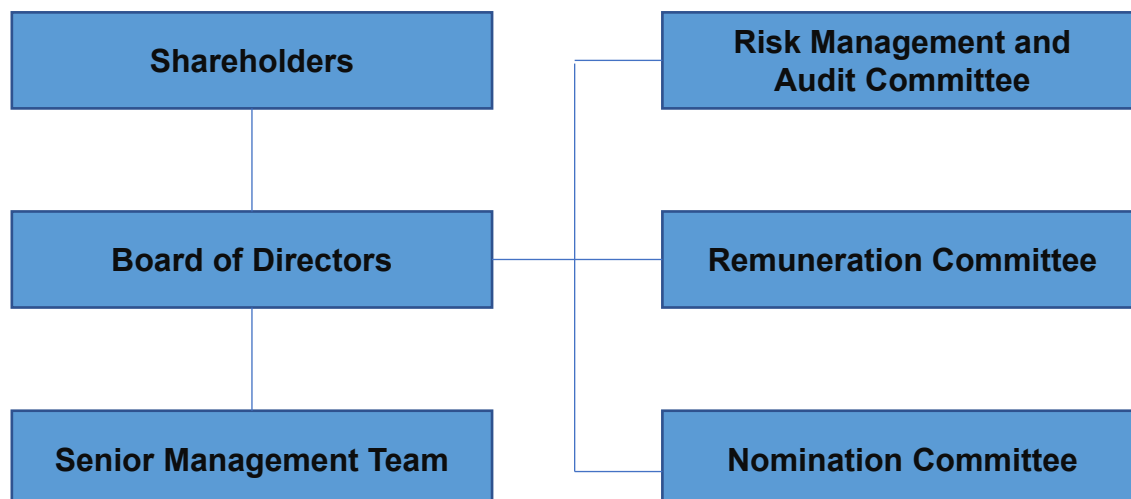 Shareholders
Risk Management and
Audit Committee
Board of Directors
Remuneration Committee
Senior Management Team
Nomination Committee